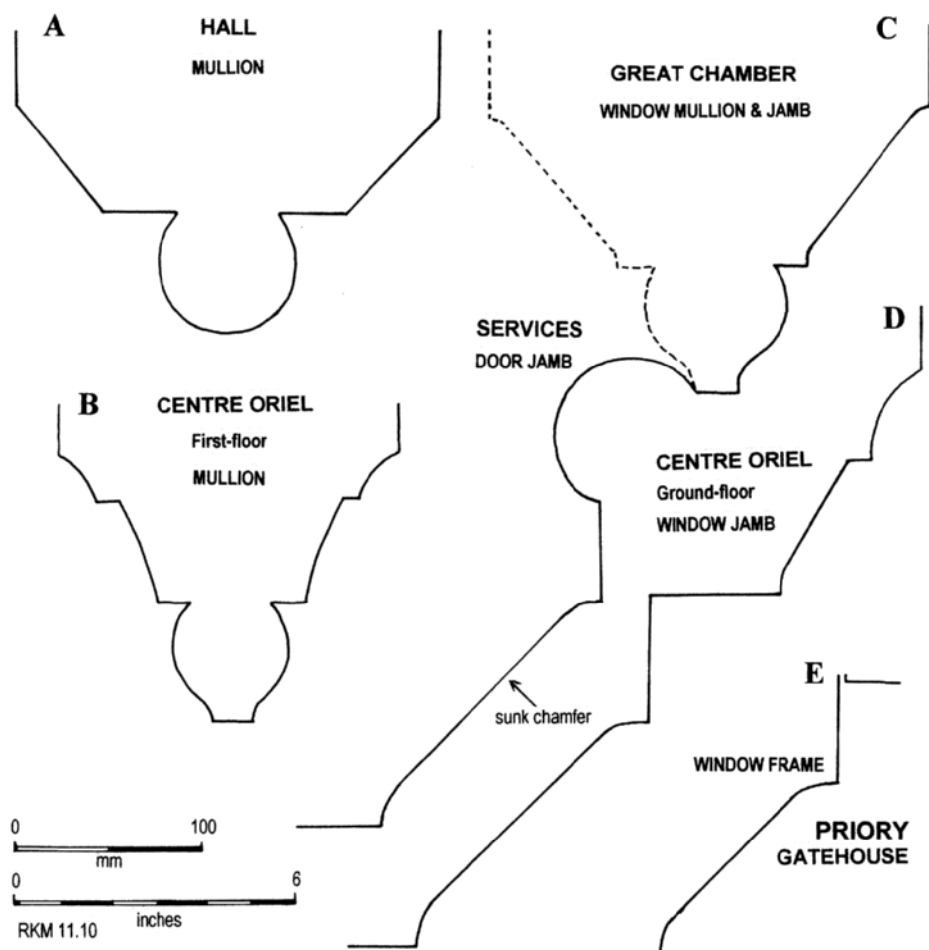 A
HALL
MULLION
C
GREAT CHAMBER
WINDOW MULLION & JAMB
SERVICES
DOOR JAMB
D
B
CENTRE ORIEL
First-floor
MULLION
CENTRE ORIEL
Ground-floor
WINDOW JAMB
sunk chamfer
E
WINDOW FRAME
PRIORY
GATEHOUSE
0 100
mm
0 6
inches
RKM 11.10